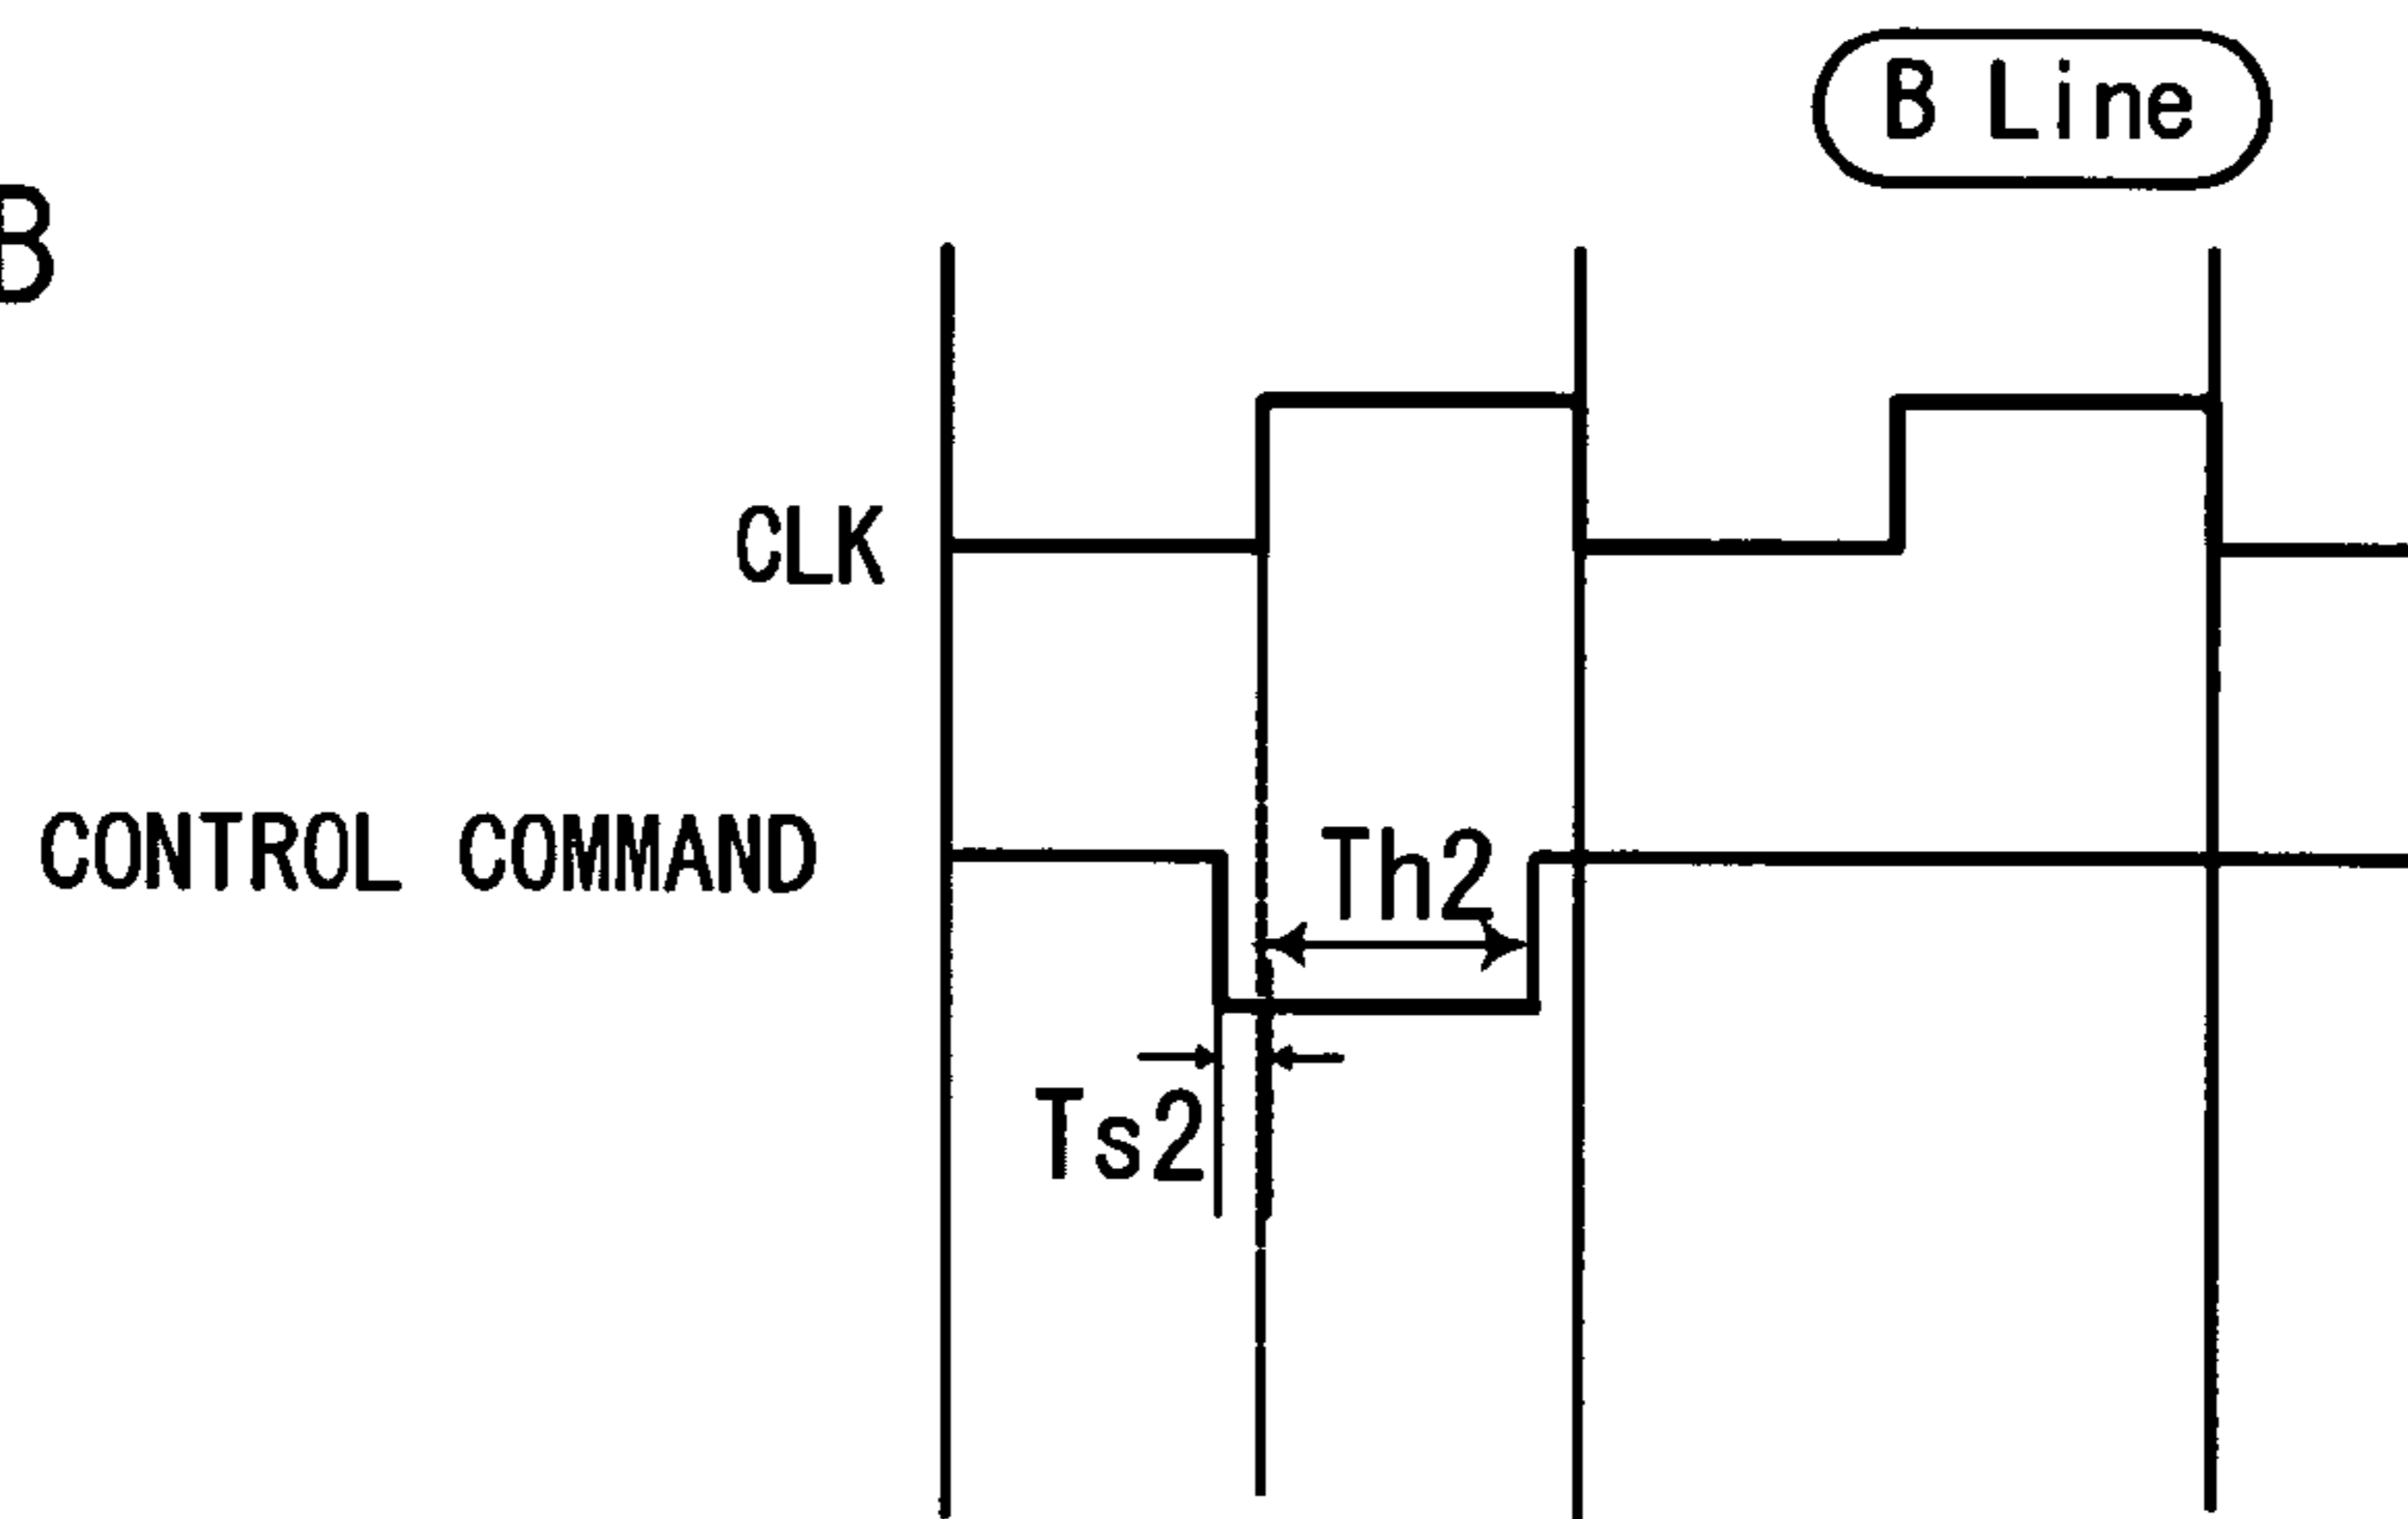 B Line
B
CLK
CONTROL COMMAND
Th2
Ts2